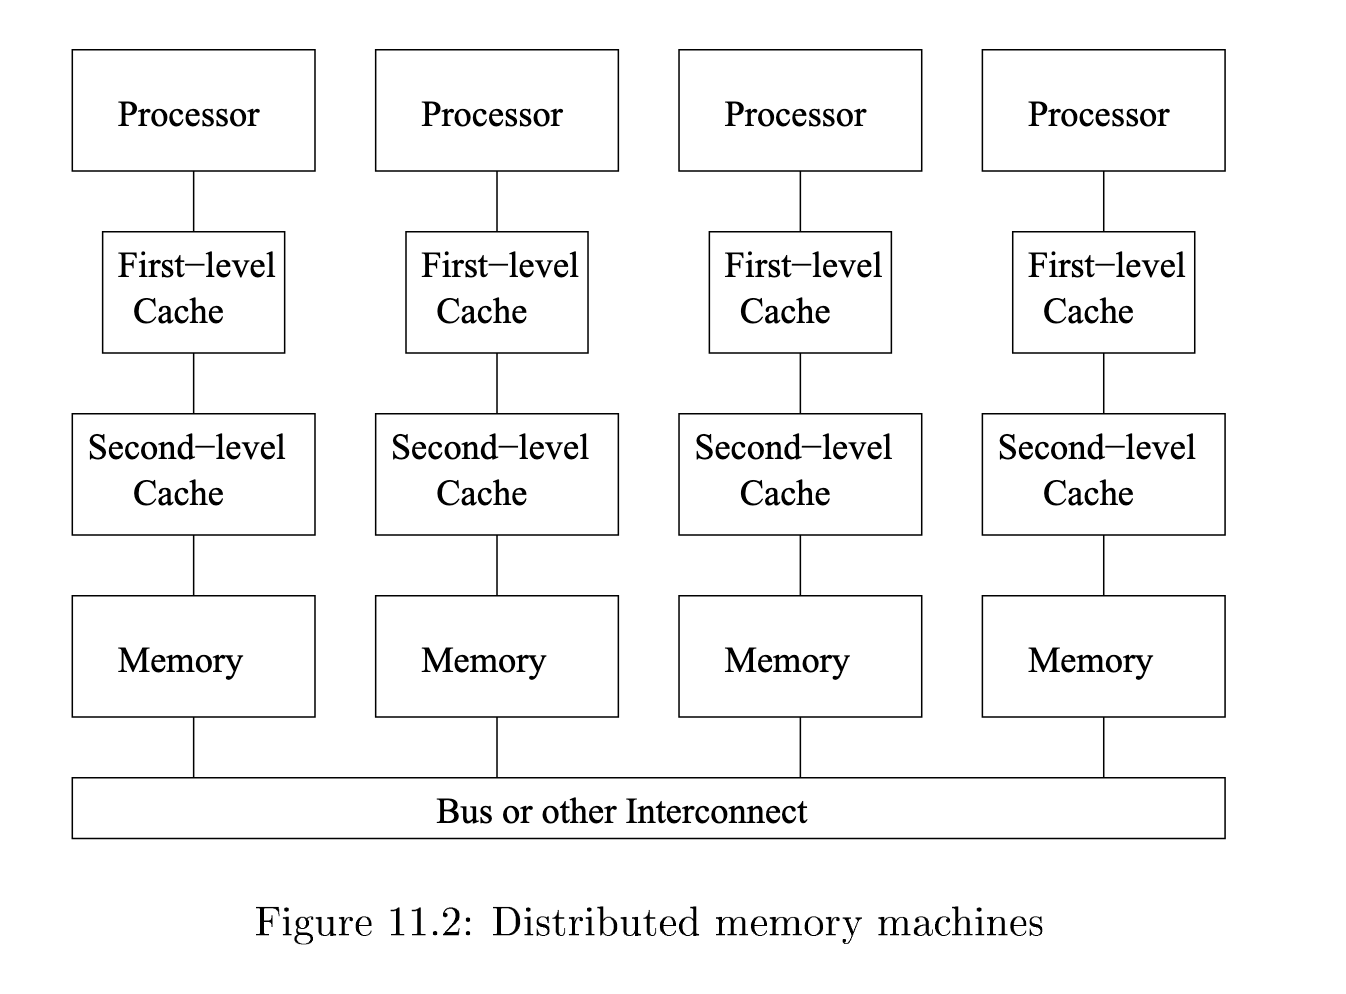 Processor Processor Processor Processor
First−level First−level First−level First−level
Cache Cache Cache Cache
Second−level Second−level Second−level Second−level
Cache Cache Cache Cache
Memory Memory Memory Memory
Bus or other Interconnect
Figure 11.2: Distributed memory machines